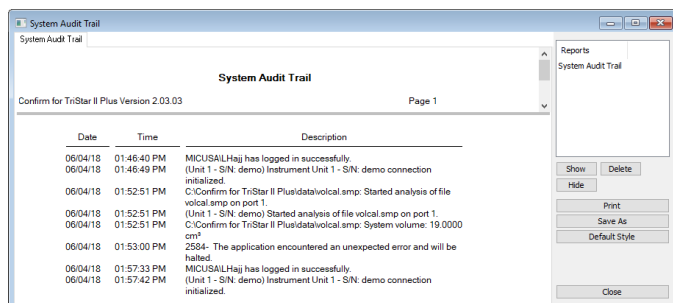 System Audit Trail
System Audit Trail
System Audit Trail
Confirm for TriStar II Plus Version 2.03.03 Page 1
Date Time Description
06/04/18 01:46:40 PM MICUSA\LHajj has logged in successfully.
06/04/18 01:46:49 PM (Unit 1 - S/N: demo) Instrument Unit 1 - S/N: demo connection
initialized.
06/04/18 01:52:51 PM C:\Confirm for TriStar II Plus\data\volcal.smp: Started analysis of file
volcal.smp on port 1.
06/04/18 01:52:51 PM (Unit 1 - S/N: demo) Started analysis of file volcal.smp on port 1.
06/04/18 01:52:51 PM C:\Confirm for TriStar II Plus\data\volcal.smp: System volume: 19.0000
cm³
06/04/18 01:53:00 PM 2584- The application encountered an unexpected error and will be
halted.
06/04/18 01:57:33 PM MICUSA\LHajj has logged in successfully.
06/04/18 01:57:42 PM (Unit 1 - S/N: demo) Instrument Unit 1 - S/N: demo connection
initialized.
Reports
System Audit Trail
Show Delete
Hide
Print
Save As
Default Style
Close